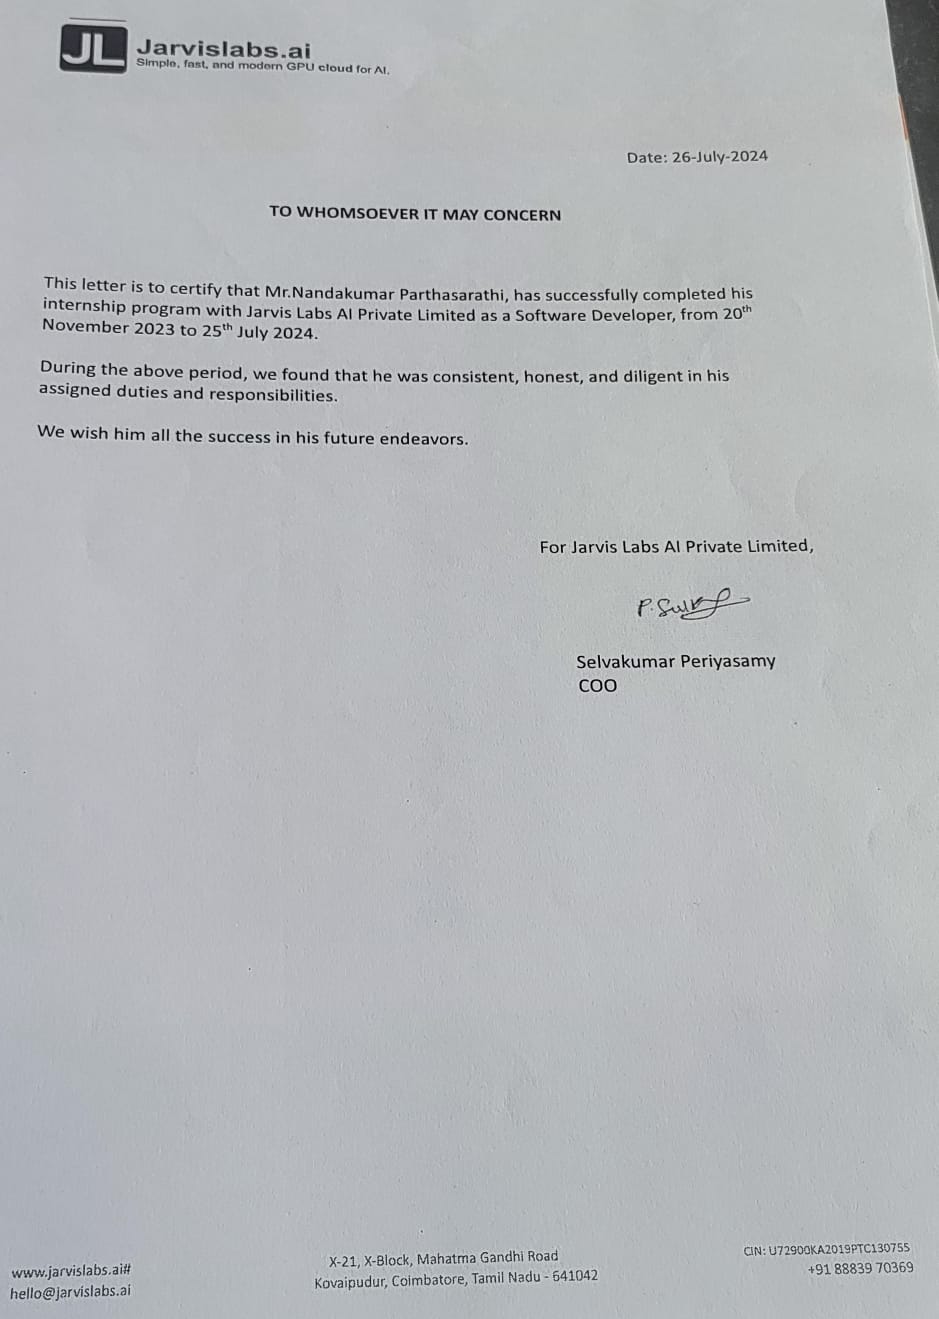 JL
Jarvislabs.ai
Simple, fast, and modern GPU cloud for AI.
Date: 26-July-2024
TO WHOMSOEVER IT MAY CONCERN
This letter is to certify that Mr.Nandakumar Parthasarathi, has successfully completed his
internship program with Jarvis Labs AI Private Limited as a Software Developer, from 20th
November 2023 to 25th July 2024.
During the above period, we found that he was consistent, honest, and diligent in his
assigned duties and responsibilities.
We wish him all the success in his future endeavors.
For Jarvis Labs AI Private Limited,
Selvakumar Periyasamy
COO
www.jarvislabs.ai#
hello@jarvislabs.ai
X-21, X-Block, Mahatma Gandhi Road
Kovaipudur, Coimbatore, Tamil Nadu - 641042
CIN: U72900KA2019PTC130755
+91 88839 70369